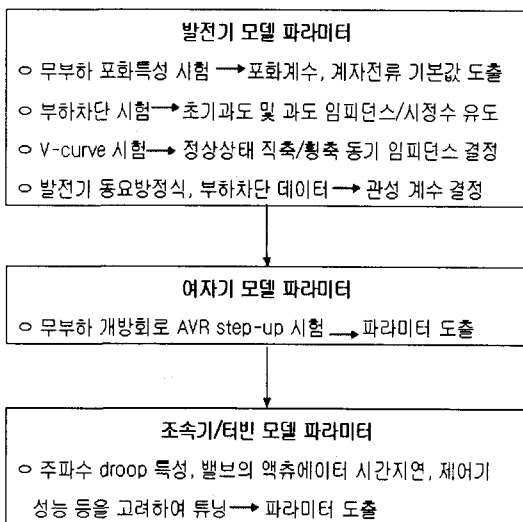 발전기 모델 파라미터
○ 무부하 포화특성 시험 → 포화계수, 계자전류 기본값 도출
○ 부하차단 시험 → 초기과도 및 과도 임피던스/시정수 유도
○ V-curve 시험 → 정상상태 직축/횡축 동기 임피던스 결정
○ 발전기 동요방정식, 부하차단 데이터 → 관성 계수 결정
여자기 모델 파라미터
○ 무부하 개방회로 AVR step-up 시험 → 파라미터 도출
조속기/터빈 모델 파라미터
○ 주파수 droop 특성, 밸브의 액츄에이터 시간지연, 제어기
성능 등을 고려하여 튜닝 → 파라미터 도출